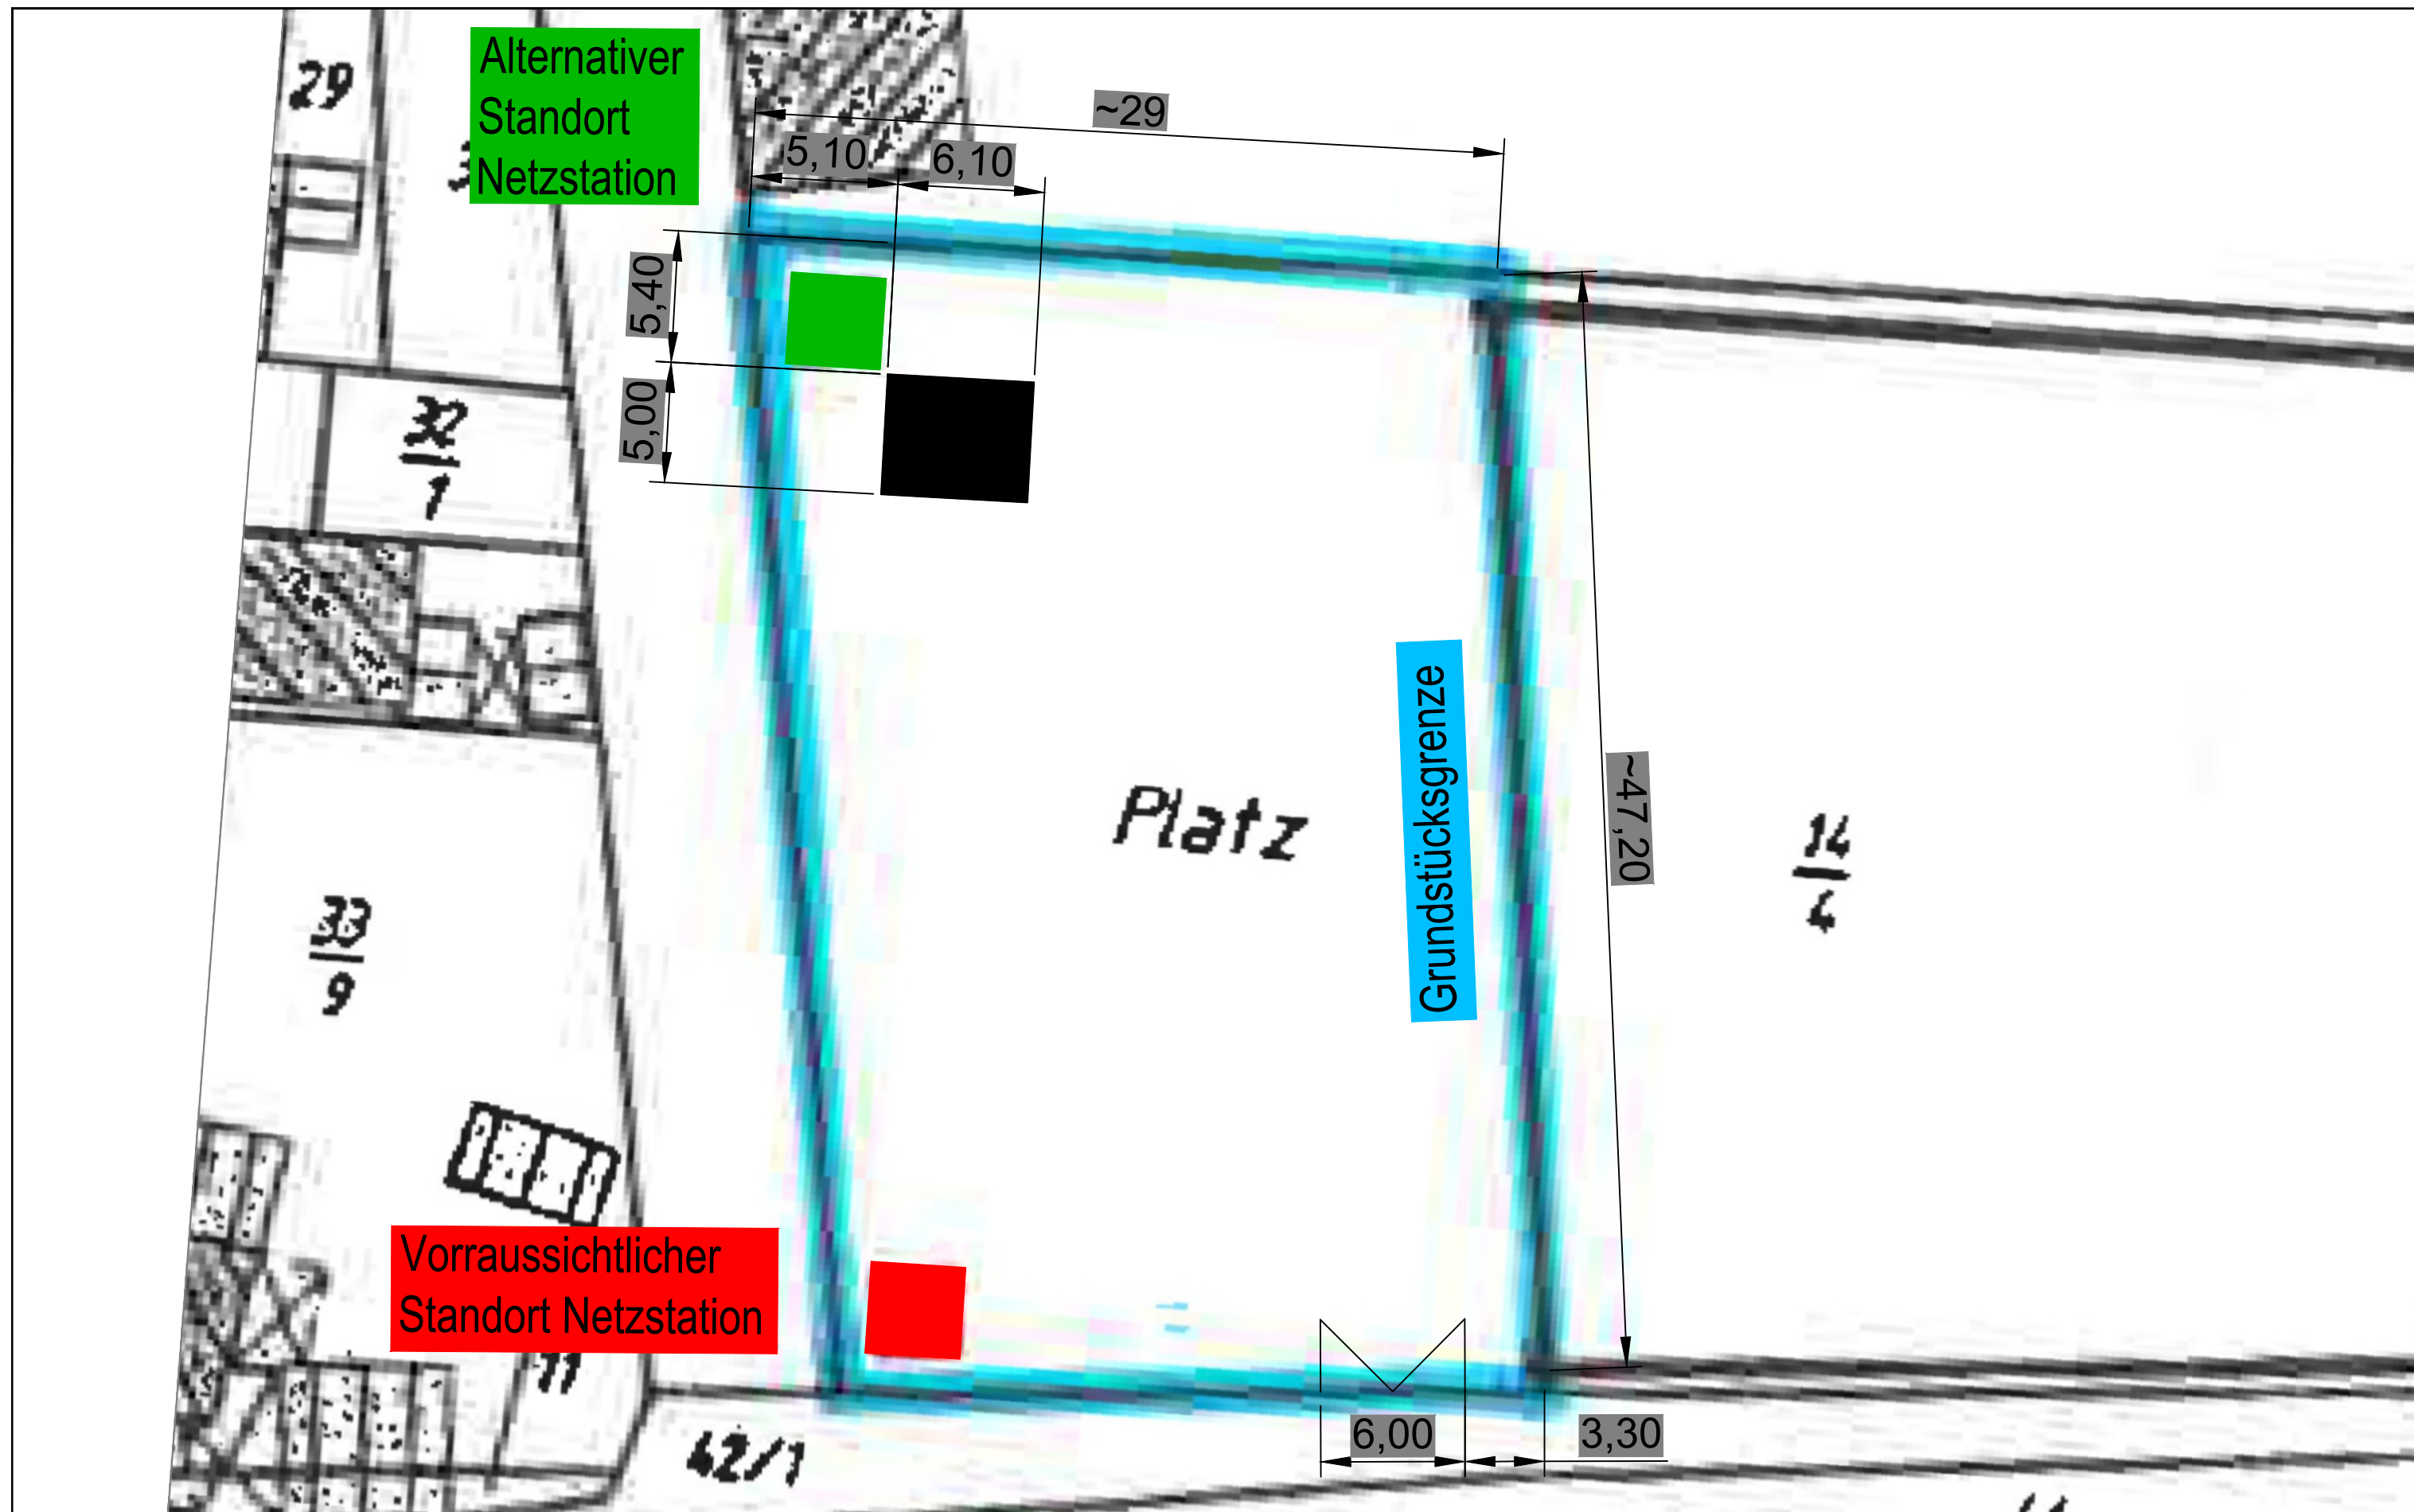 29
Alternativer
Standort
Netzstation
~29
5,10
6,10
5,40
5,00
32
1
Platz
Grundstücksgrenze
~47,20
14
4
33
9
Vorraussichtlicher
Standort Netzstation
11
42/1
6,00
3,30